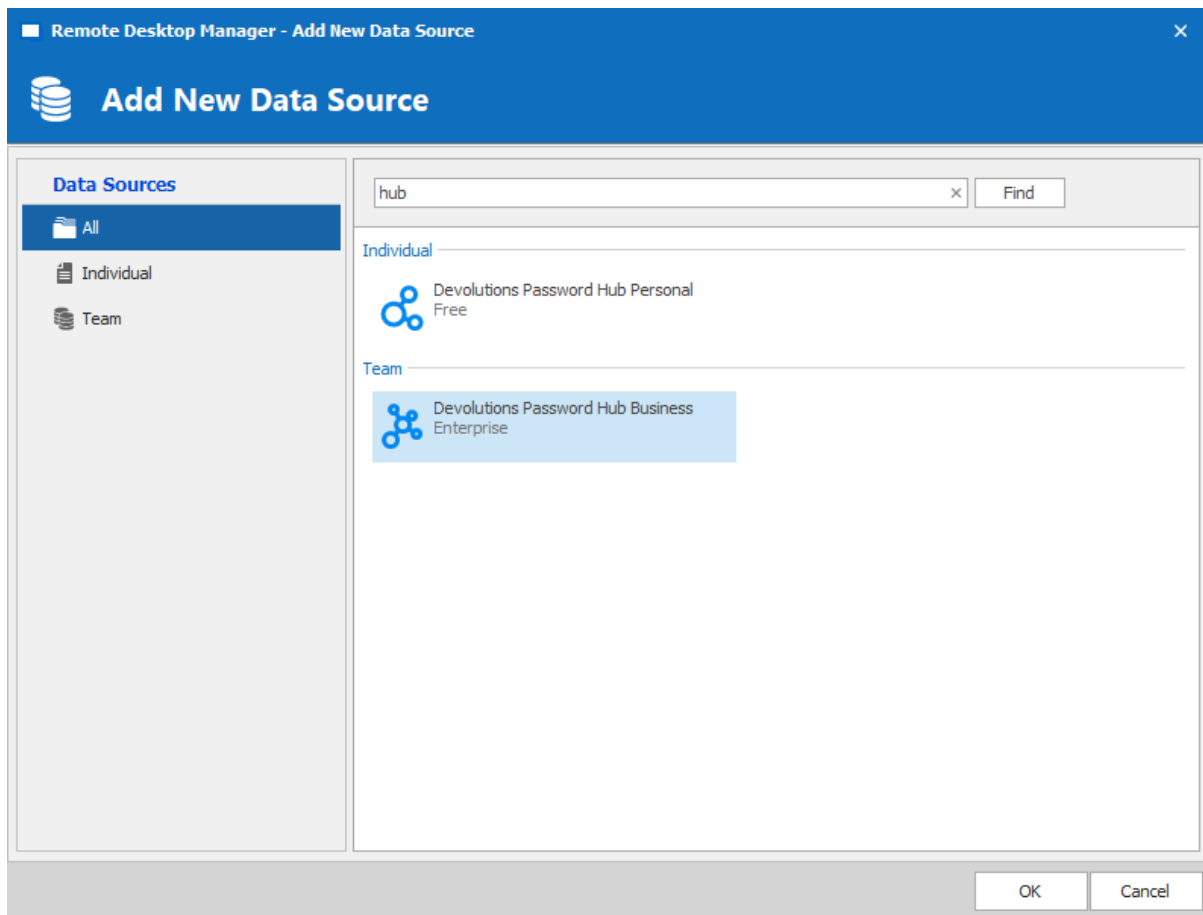 Remote Desktop Manager - Add New Data Source
Add New Data Source
Data Sources
All
Individual
Team
hub
Find
Individual
Devolutions Password Hub Personal
Free
Team
Devolutions Password Hub Business
Enterprise
OK
Cancel